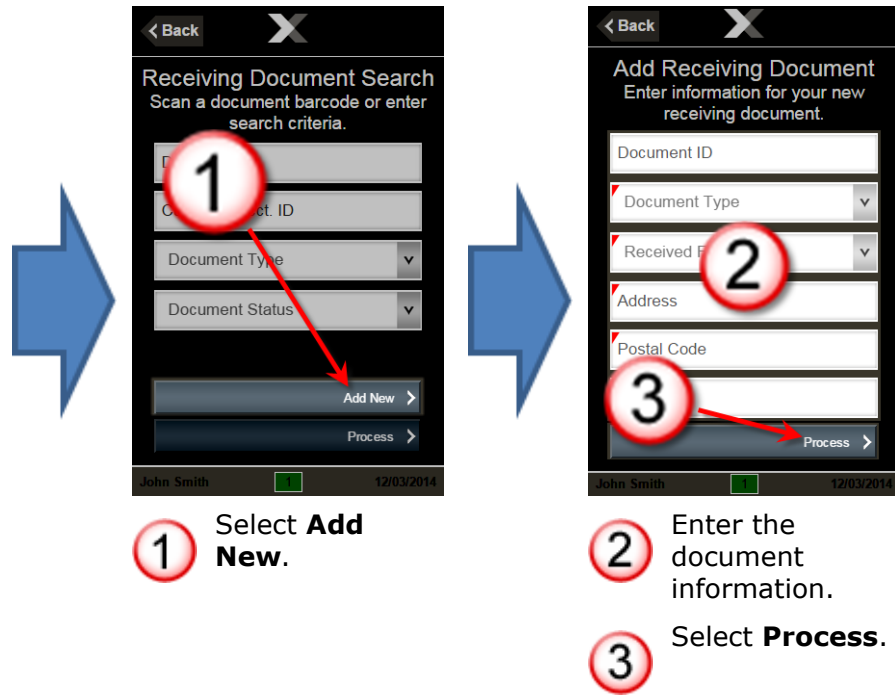 Back
Receiving Document Search
Scan a document barcode or enter
search criteria.
1
ct. ID
Document Type
Document Status
Add New
Process
John Smith
1
12/03/2014
1
Select Add
New.
Back
Add Receiving Document
Enter information for your new
receiving document.
Document ID
Document Type
Received
2
Address
Postal Code
3
Process
John Smith
1
12/03/2014
2
Enter the
document
information.
3
Select Process.